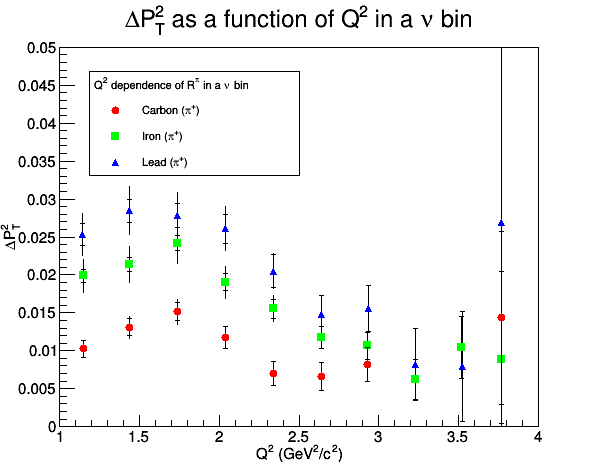 ΔP²_T as a function of Q² in a ν bin
0.05
0.045
0.04
0.035
0.03
0.025
0.02
0.015
0.01
0.005
0
ΔP²_T
Q² dependence of R^π in a ν bin
Carbon (π⁺)
Iron (π⁺)
Lead (π⁺)
1 1.5 2 2.5 3 3.5 4
Q² (GeV²/c²)